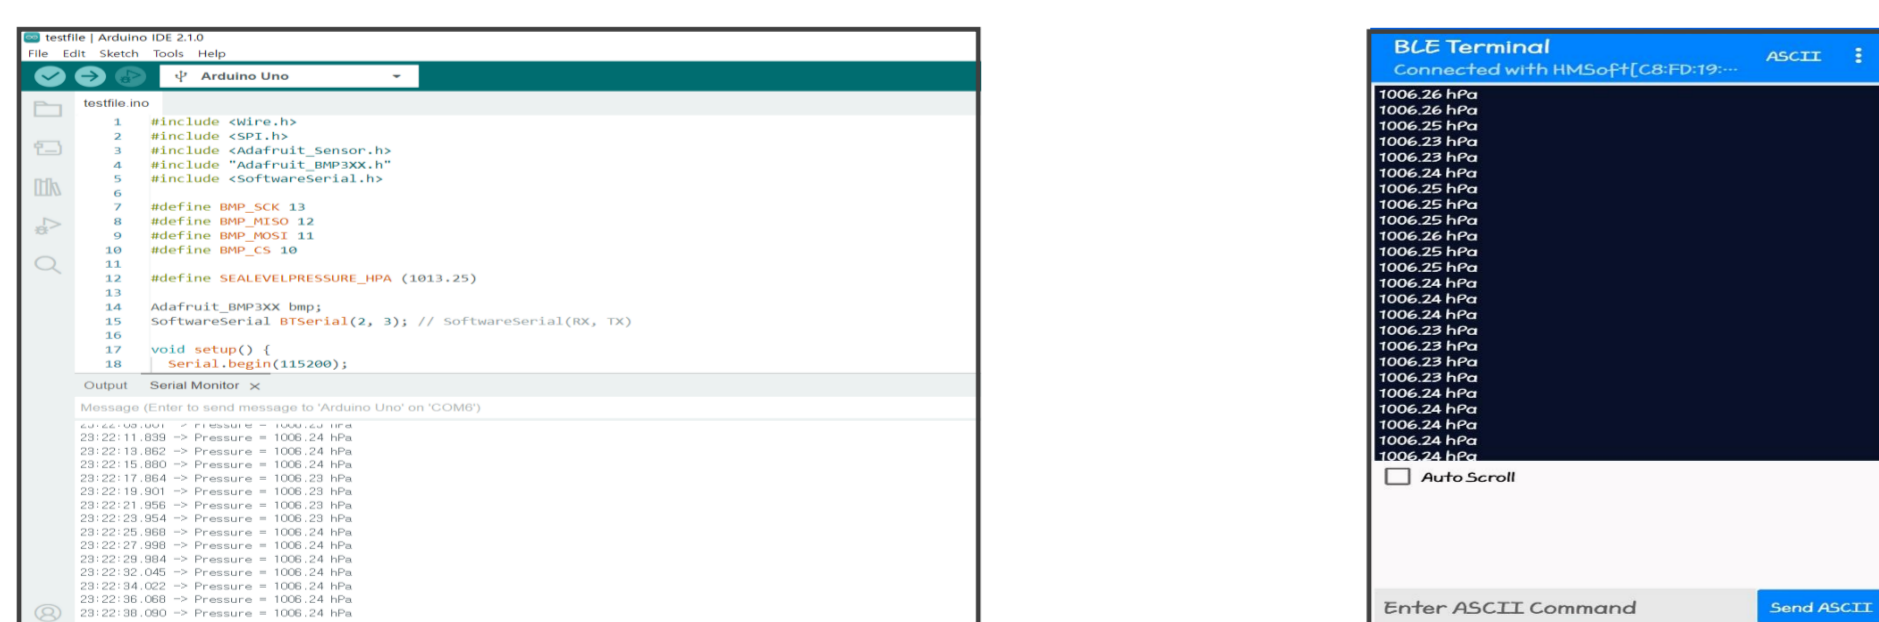 testfile | Arduino IDE 2.1.0
File Edit Sketch Tools Help
Arduino Uno
testfile.ino
1 #include <Wire.h>
2 #include <SPI.h>
3 #include <Adafruit_Sensor.h>
4 #include "Adafruit_BMP3XX.h"
5 #include <SoftwareSerial.h>
6
7 #define BMP_SCK 13
8 #define BMP_MISO 12
9 #define BMP_MOSI 11
10 #define BMP_CS 10
11
12 #define SEALEVELPRESSURE_HPA (1013.25)
13
14 Adafruit_BMP3XX bmp;
15 SoftwareSerial BTSerial(2, 3); // SoftwareSerial(RX, TX)
16
17 void setup() {
18 Serial.begin(115200);
Output Serial Monitor
Message (Enter to send message to 'Arduino Uno' on 'COM6')
-> Pressure = 1006.23 hPa
23:22:11.839 -> Pressure = 1006.24 hPa
23:22:13.862 -> Pressure = 1006.24 hPa
23:22:15.880 -> Pressure = 1006.24 hPa
23:22:17.864 -> Pressure = 1006.23 hPa
23:22:19.901 -> Pressure = 1006.23 hPa
23:22:21.956 -> Pressure = 1006.23 hPa
23:22:23.954 -> Pressure = 1006.23 hPa
23:22:25.968 -> Pressure = 1006.24 hPa
23:22:27.998 -> Pressure = 1006.24 hPa
23:22:29.984 -> Pressure = 1006.24 hPa
23:22:32.045 -> Pressure = 1006.24 hPa
23:22:34.022 -> Pressure = 1006.24 hPa
23:22:36.068 -> Pressure = 1006.24 hPa
23:22:38.090 -> Pressure = 1006.24 hPa
BLE Terminal
ASCII
Connected with HMSoft[C8:FD:19:...
1006.26 hPa
1006.26 hPa
1006.25 hPa
1006.23 hPa
1006.23 hPa
1006.24 hPa
1006.25 hPa
1006.25 hPa
1006.25 hPa
1006.26 hPa
1006.25 hPa
1006.25 hPa
1006.24 hPa
1006.24 hPa
1006.24 hPa
1006.23 hPa
1006.23 hPa
1006.23 hPa
1006.23 hPa
1006.24 hPa
1006.24 hPa
1006.24 hPa
1006.24 hPa
1006.24 hPa
Auto Scroll
Enter ASCII Command
Send ASCII